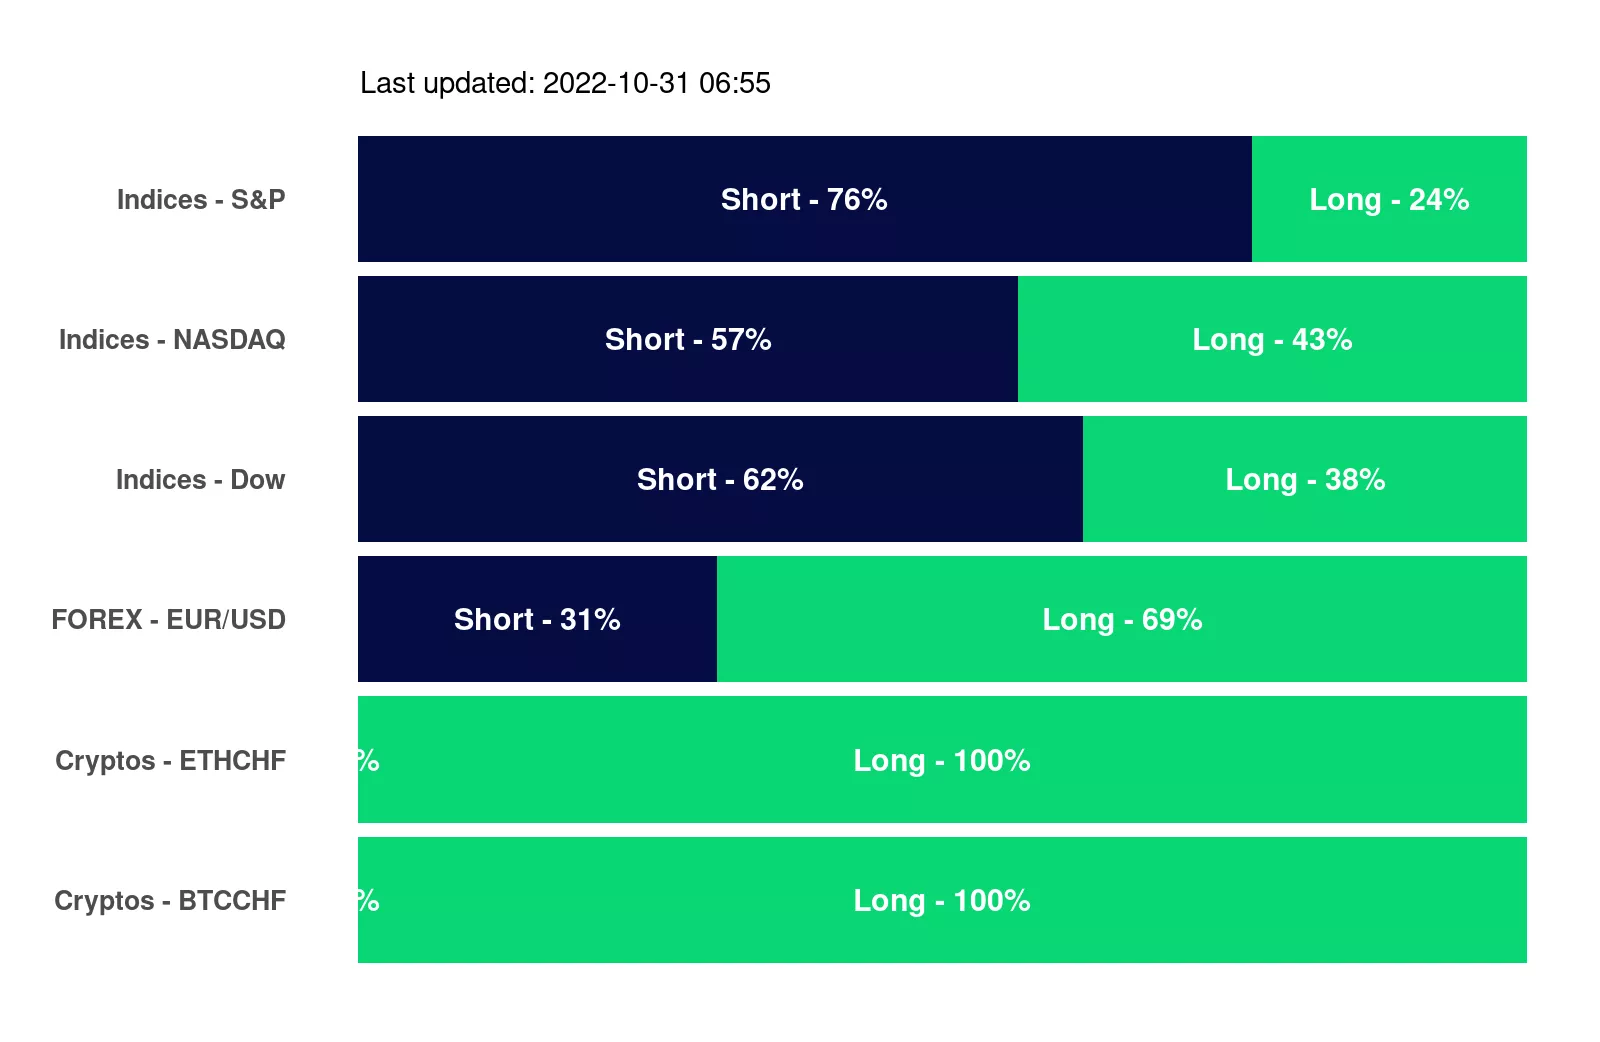 Last updated: 2022-10-31 06:55
Indices - S&P Short - 76% Long - 24%
Indices - NASDAQ Short - 57% Long - 43%
Indices - Dow Short - 62% Long - 38%
FOREX - EUR/USD Short - 31% Long - 69%
Cryptos - ETHCHF % Long - 100%
Cryptos - BTCCHF % Long - 100%